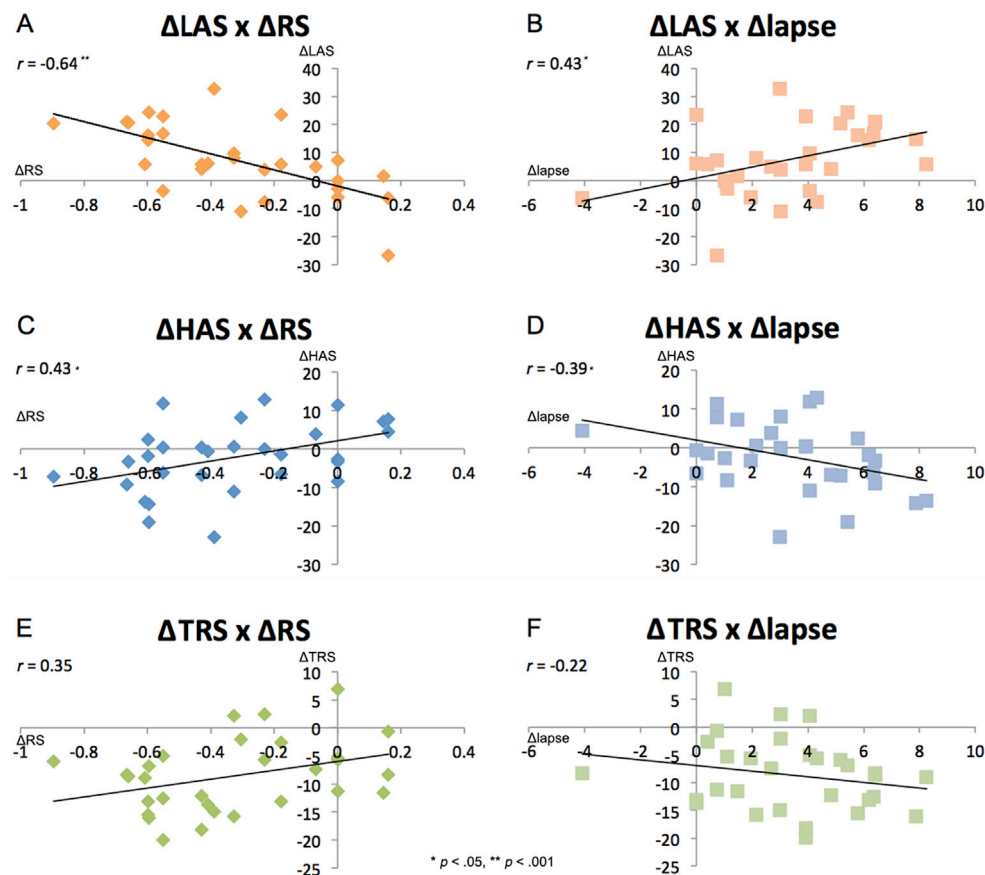 A
ΔLAS x ΔRS
ΔLAS
r = -0.64 **
40
30
20
10
0
-10
-20
-30
ΔRS
-1 -0.8 -0.6 -0.4 -0.2 0 0.2 0.4
B
ΔLAS x Δlapse
ΔLAS
r = 0.43 *
40
30
20
10
0
-10
-20
-30
Δlapse
-6 -4 -2 0 2 4 6 8 10
C
ΔHAS x ΔRS
ΔHAS
r = 0.43 *
20
10
0
-10
-20
-30
ΔRS
-1 -0.8 -0.6 -0.4 -0.2 0 0.2 0.4
D
ΔHAS x Δlapse
ΔHAS
r = -0.39 *
20
10
0
-10
-20
-30
Δlapse
-6 -4 -2 0 2 4 6 8 10
E
ΔTRS x ΔRS
ΔTRS
r = 0.35
10
5
0
-5
-10
-15
-20
-25
ΔRS
-1 -0.8 -0.6 -0.4 -0.2 0 0.2 0.4
F
ΔTRS x Δlapse
ΔTRS
r = -0.22
10
5
0
-5
-10
-15
-20
-25
Δlapse
-6 -4 -2 0 2 4 6 8 10
* p < .05, ** p < .001